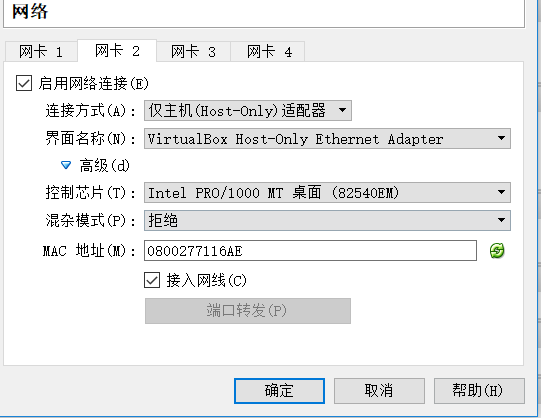 网络
网卡 1 网卡 2 网卡 3 网卡 4
启用网络连接(E)
连接方式(A): 仅主机(Host-Only)适配器
界面名称(N): VirtualBox Host-Only Ethernet Adapter
高级(d)
控制芯片(T): Intel PRO/1000 MT 桌面 (82540EM)
混杂模式(P): 拒绝
MAC 地址(M): 0800277116AE
接入网线(C)
端口转发(P)
确定 取消 帮助(H)